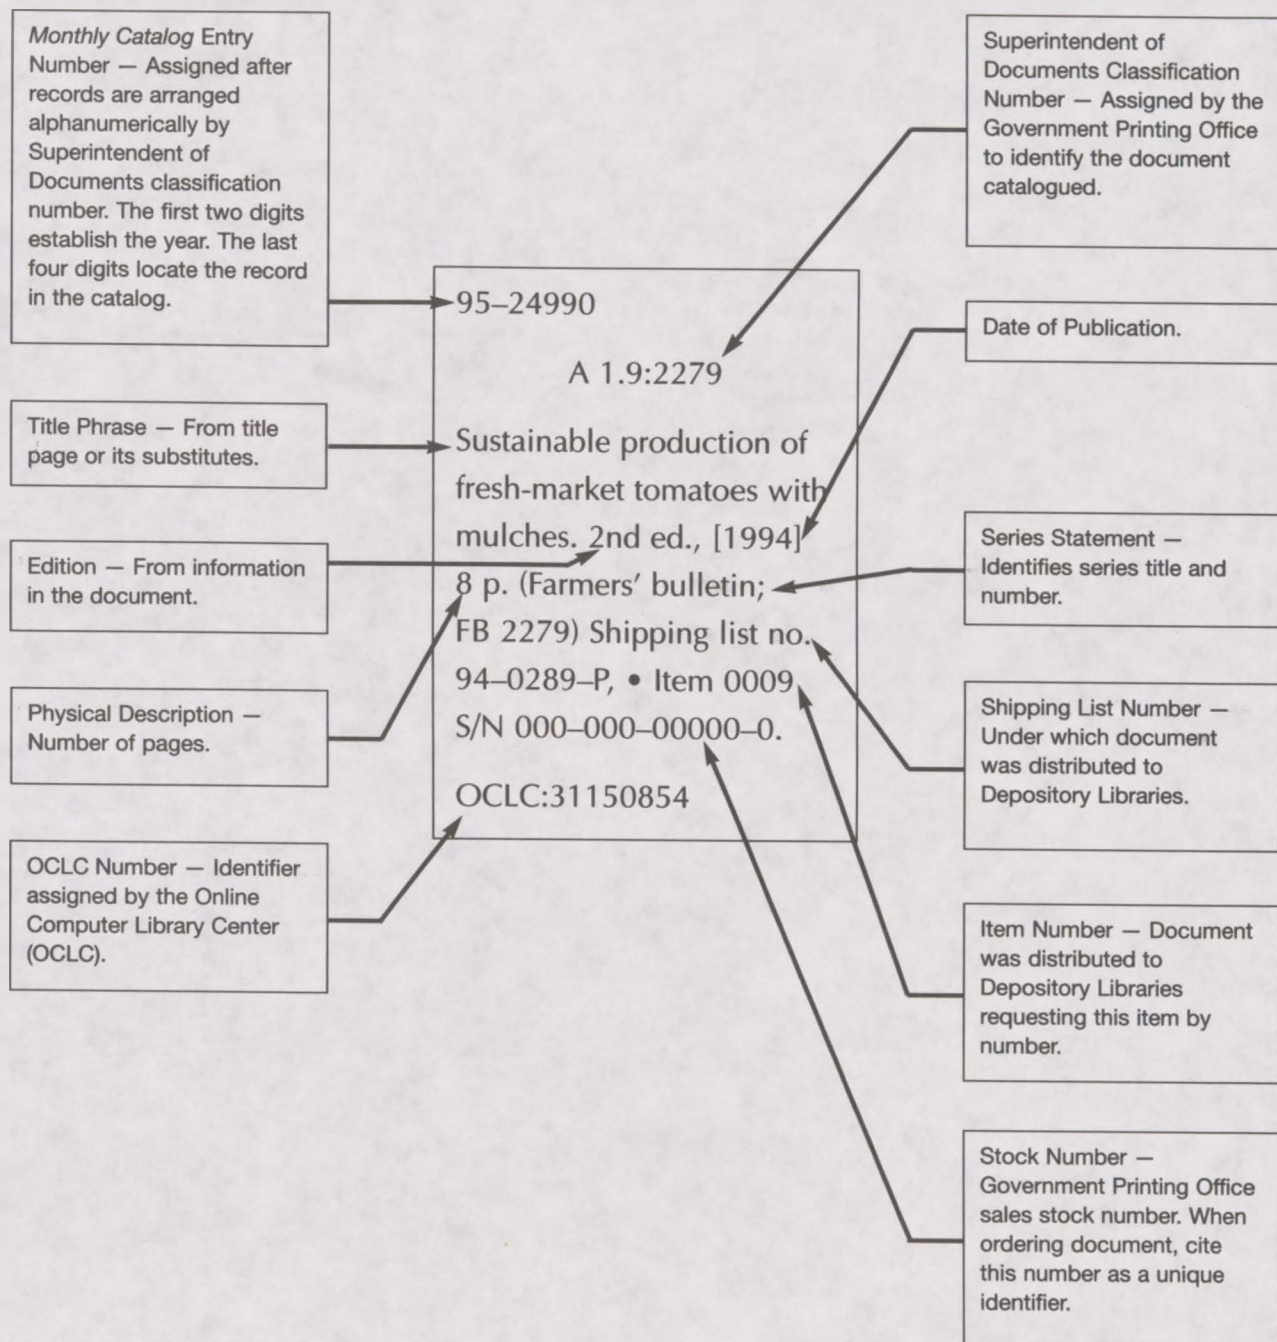 Monthly Catalog Entry
Number — Assigned after
records are arranged
alphanumerically by
Superintendent of
Documents classification
number. The first two digits
establish the year. The last
four digits locate the record
in the catalog.
Title Phrase — From title
page or its substitutes.
Edition — From information
in the document.
Physical Description —
Number of pages.
OCLC Number — Identifier
assigned by the Online
Computer Library Center
(OCLC).
95–24990
A 1.9:2279
Sustainable production of
fresh-market tomatoes with
mulches. 2nd ed., [1994]
8 p. (Farmers' bulletin;
FB 2279) Shipping list no.
94–0289–P, • Item 0009
S/N 000–000–00000–0.
OCLC:31150854
Superintendent of
Documents Classification
Number — Assigned by the
Government Printing Office
to identify the document
catalogued.
Date of Publication.
Series Statement —
Identifies series title and
number.
Shipping List Number —
Under which document
was distributed to
Depository Libraries.
Item Number — Document
was distributed to
Depository Libraries
requesting this item by
number.
Stock Number —
Government Printing Office
sales stock number. When
ordering document, cite
this number as a unique
identifier.